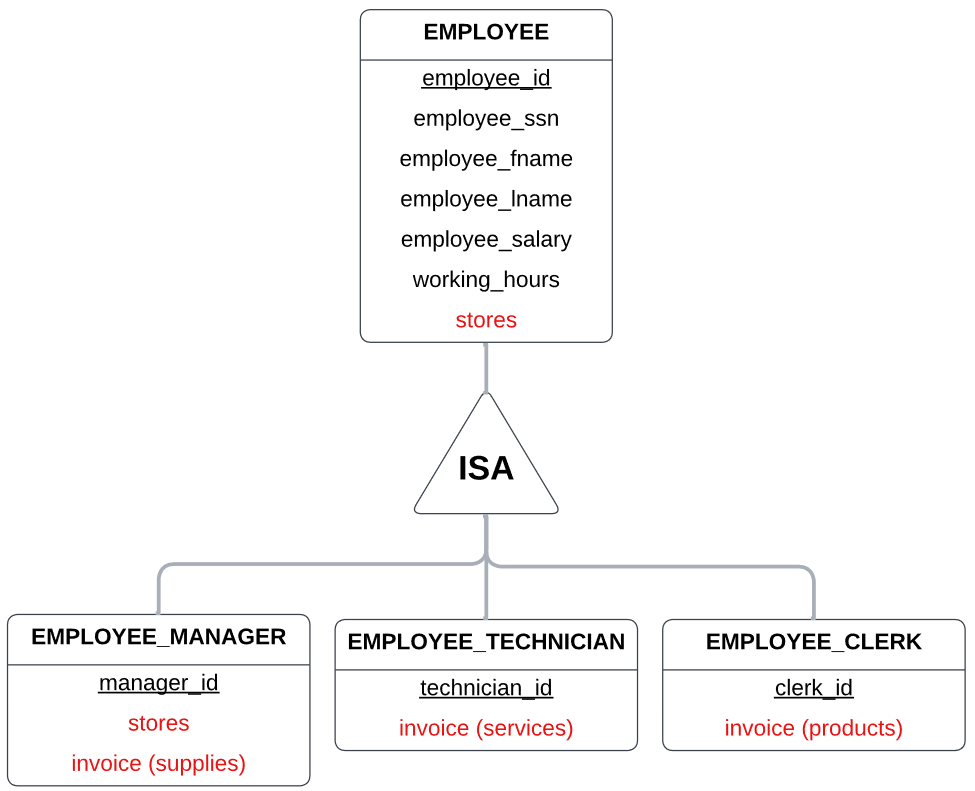 EMPLOYEE
employee_id
employee_ssn
employee_fname
employee_lname
employee_salary
working_hours
stores
ISA
EMPLOYEE_MANAGER
manager_id
stores
invoice (supplies)
EMPLOYEE_TECHNICIAN
technician_id
invoice (services)
EMPLOYEE_CLERK
clerk_id
invoice (products)